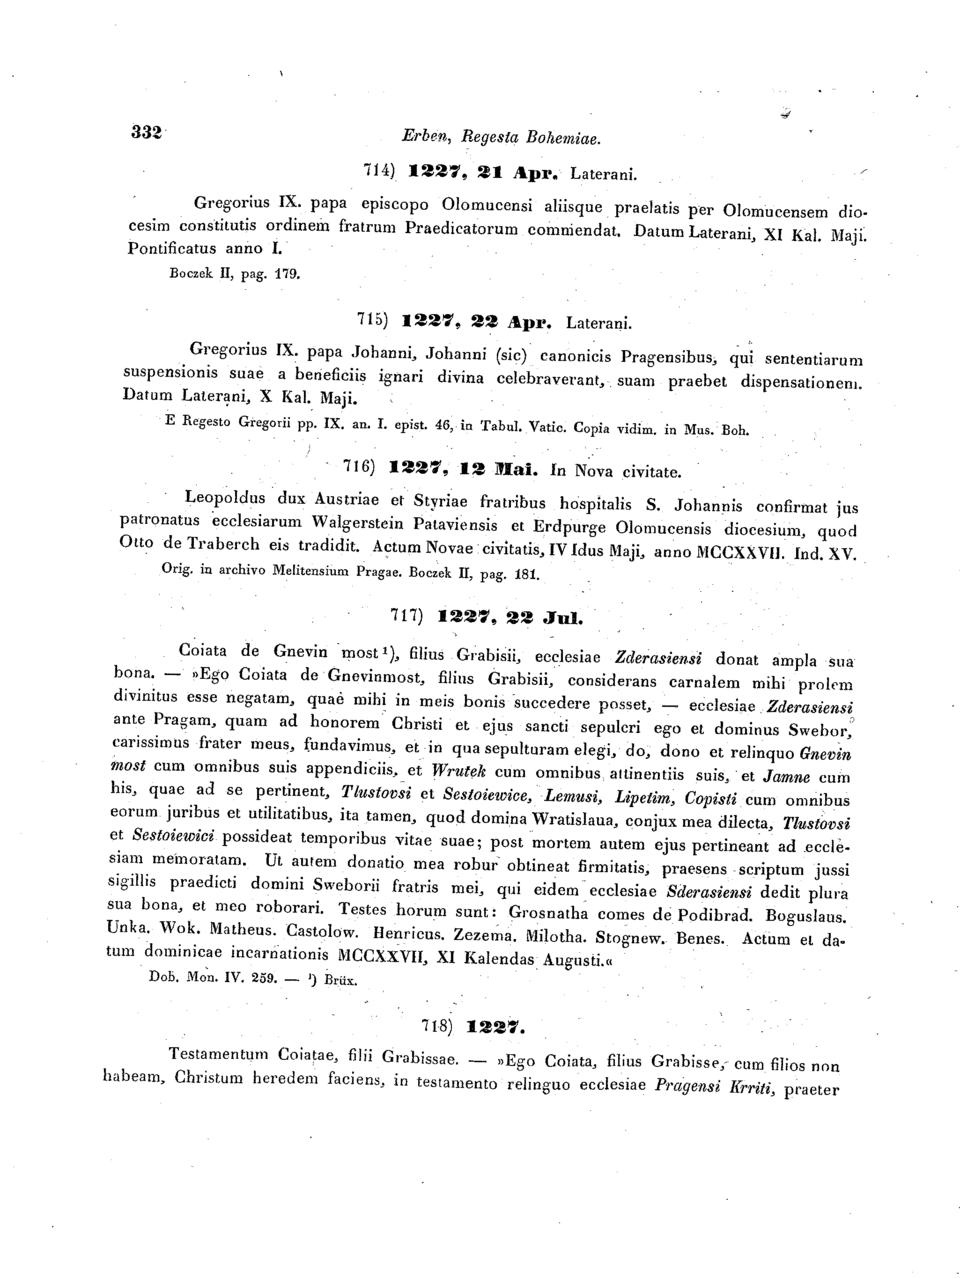 332
Erben, Regesta Bohemiae.
714) 1227, 21 Apr. Laterani.
Gregorius IX. papa episcopo Olomucensi aliisque praelatis per Olomucensem dio-
cesim constitutis ordinem fratrum Praedicatorum commendat. Datum Laterani, XI Kal. Maji.
Pontificatus anno I.
Boczek II, pag. 179.
715) 1227, 22 Apr. Laterani.
Gregorius IX. papa Johanni, Johanni (sic) canonicis Pragensibus, qui sententiarum
suspensionis suae a beneficiis ignari divina celebraverant, suam praebet dispensationem.
Datum Laterani, X Kal. Maji.
E Regesto Gregorii pp. IX. an. I. epist. 46, in Tabul. Vatic. Copia vidim. in Mus. Boh.
716) 1227, 12 Mai. In Nova civitate.
Leopoldus dux Austriae et Styriae fratribus hospitalis S. Johannis confirmat jus
patronatus ecclesiarum Walgerstein Pataviensis et Erdpurge Olomucensis diocesium, quod
Otto de Traberch eis tradidit. Actum Novae civitatis, IV Idus Maji, anno MCCXXVII. Ind. XV.
Orig. in archivo Melitensium Pragae. Boczek II, pag. 181.
717) 1227, 22 Jul.
Coiata de Gnevin most ¹), filius Grabisii, ecclesiae Zderasiensi donat ampla sua
bona. — »Ego Coiata de Gnevinmost, filius Grabisii, considerans carnalem mihi prolem
divinitus esse negatam, quae mihi in meis bonis succedere posset, — ecclesiae Zderasiensi
ante Pragam, quam ad honorem Christi et ejus sancti sepulcri ego et dominus Swebor,
carissimus frater meus, fundavimus, et in qua sepulturam elegi, do, dono et relinquo Gnevin
most cum omnibus suis appendiciis, et Wrutek cum omnibus attinentiis suis, et Jamne cum
his, quae ad se pertinent, Tlustovsi et Sestoiewice, Lemusi, Lipetim, Copisti cum omnibus
eorum juribus et utilitatibus, ita tamen, quod domina Wratislaua, conjux mea dilecta, Tlustovsi
et Sestoiewici possideat temporibus vitae suae; post mortem autem ejus pertineant ad eccle-
siam memoratam. Ut autem donatio mea robur obtineat firmitatis, praesens scriptum jussi
sigillis praedicti domini Sweborii fratris mei, qui eidem ecclesiae Sderasiensi dedit plura
sua bona, et meo roborari. Testes horum sunt: Grosnatha comes de Podibrad. Boguslaus.
Unka. Wok. Matheus. Castolow. Henricus. Zezema. Milotha. Stognew. Benes. Actum et da-
tum dominicae incarnationis MCCXXVII, XI Kalendas Augusti.«
Dob. Mon. IV. 259. — ¹) Brüx.
718) 1227.
Testamentum Coiatae, filii Grabissae. — »Ego Coiata, filius Grabisse, cum filios non
habeam, Christum heredem faciens, in testamento relinguo ecclesiae Pragensi Krriti, praeter